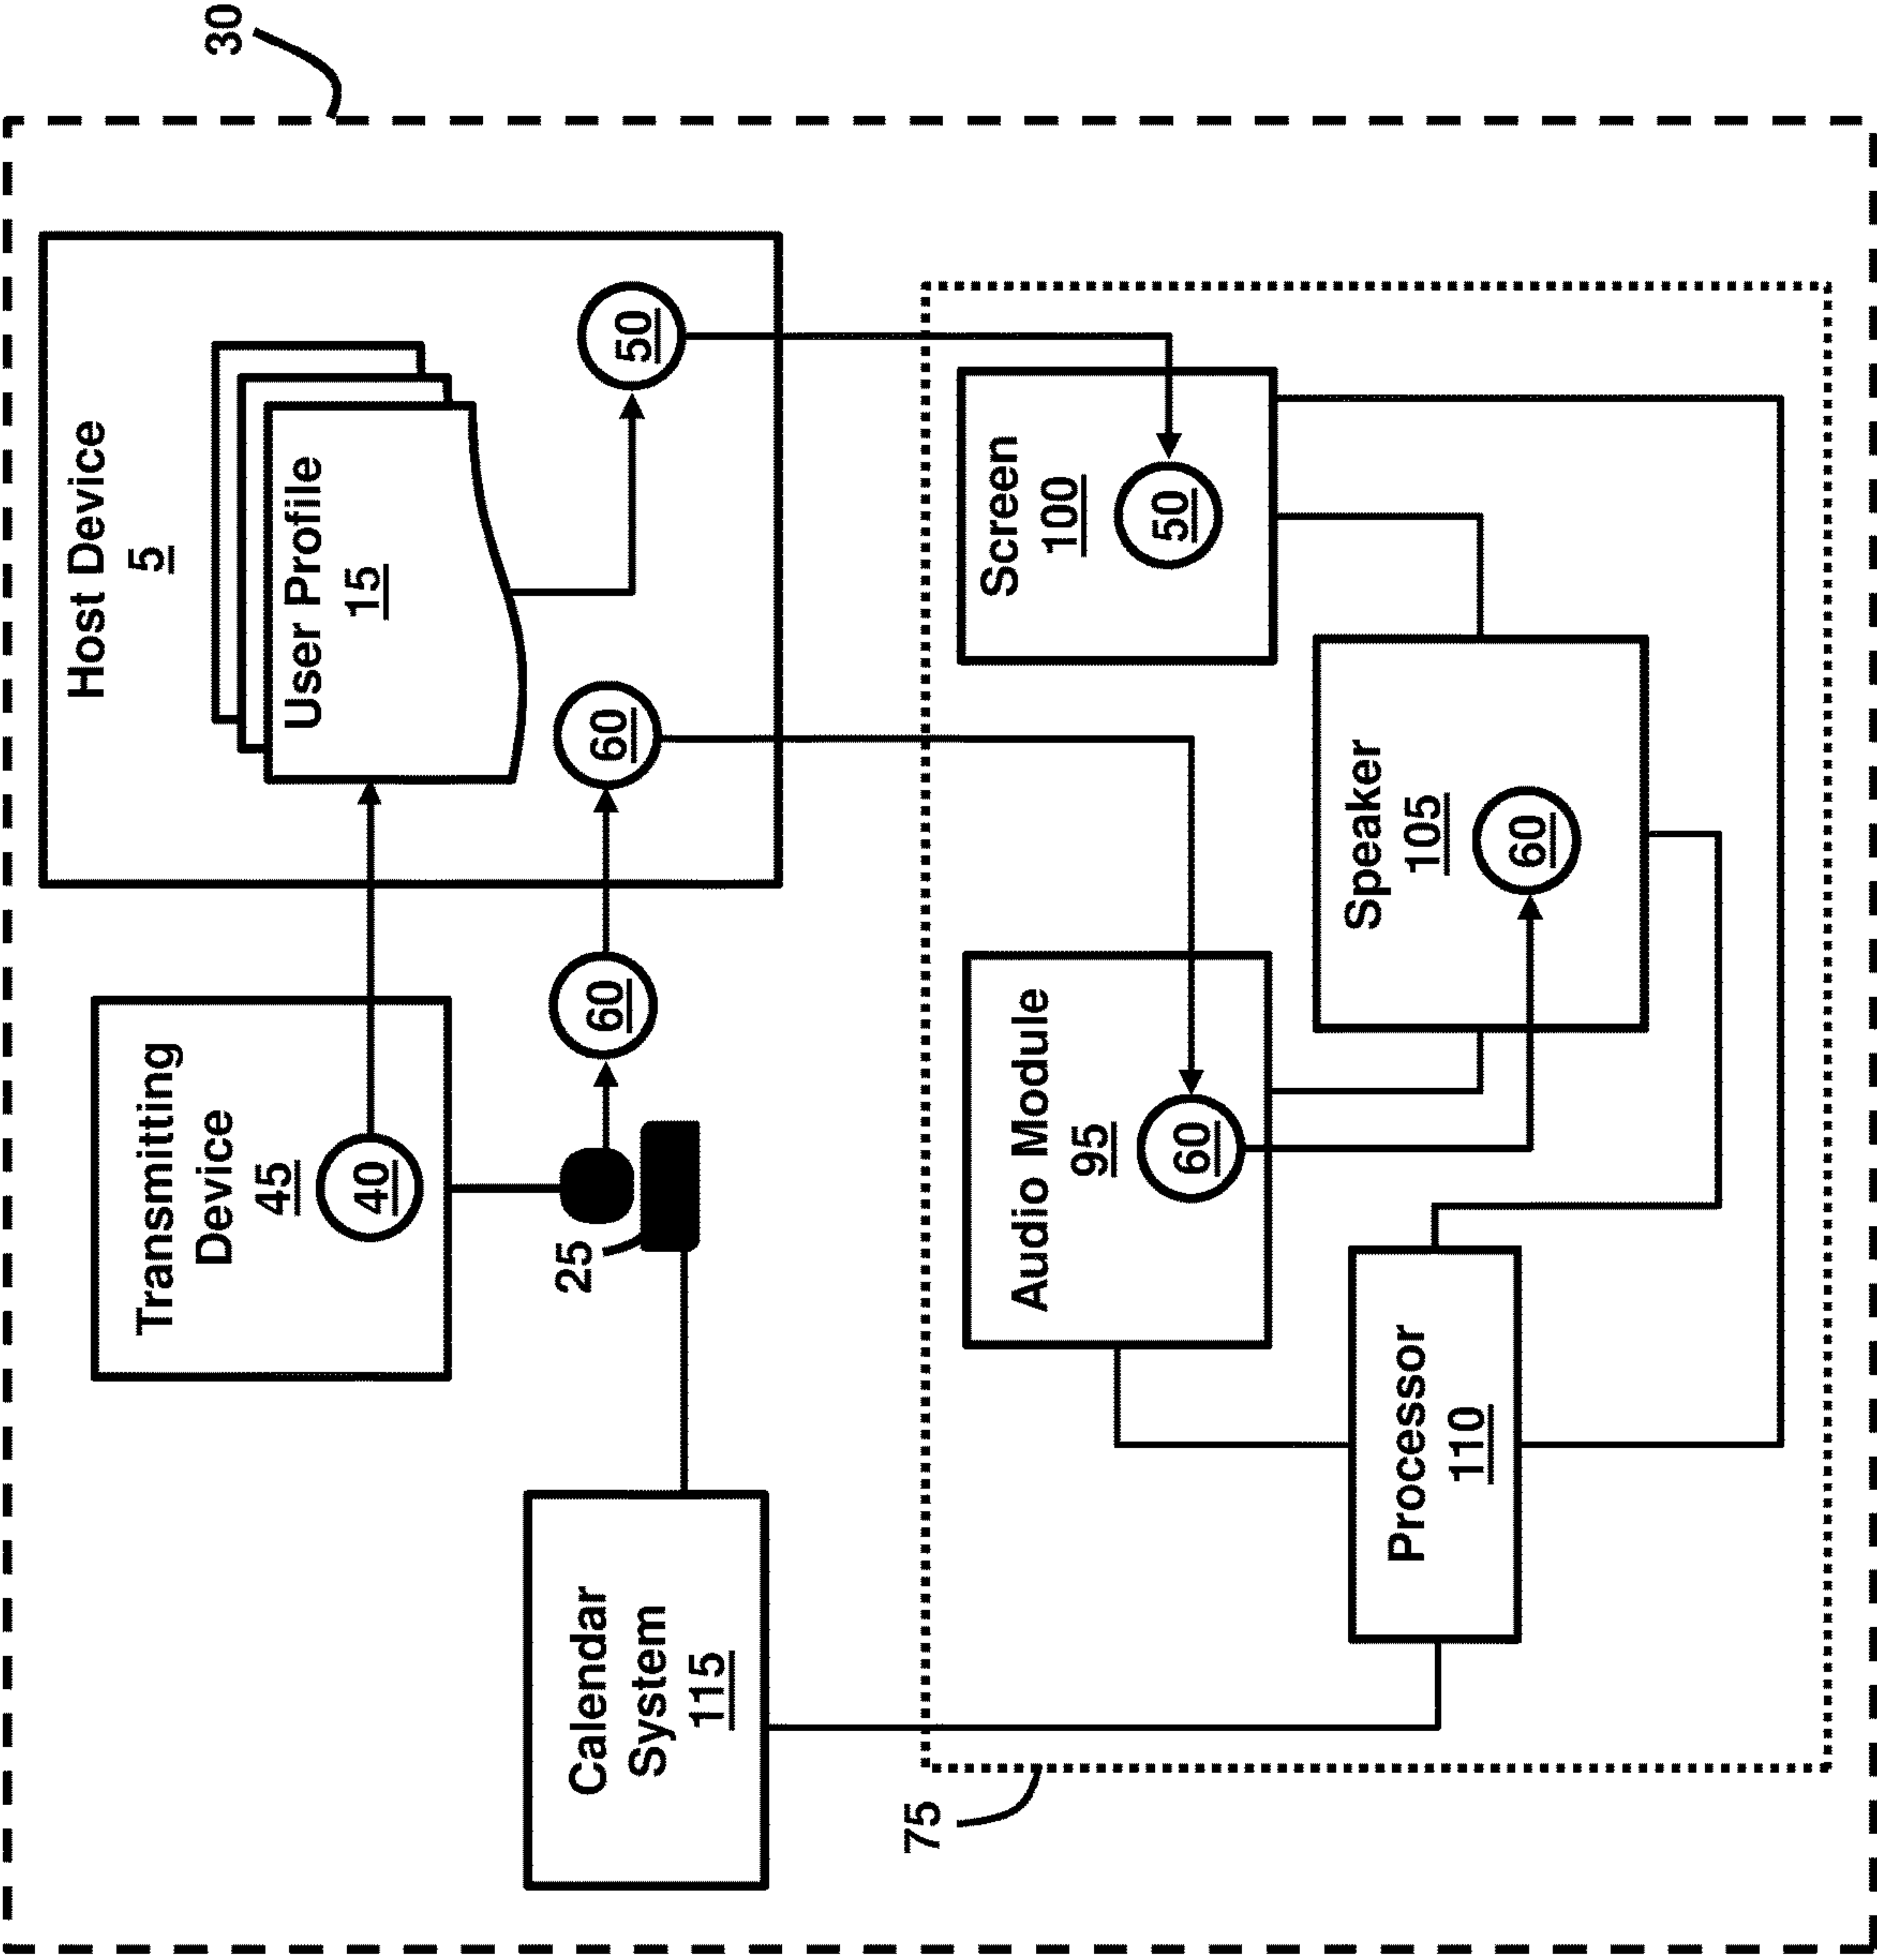 30
Host Device
5
User Profile
15
50
60
Transmitting
Device
45
40
60
25
Calendar
System
115
75
Screen
100
50
Speaker
105
60
Audio Module
95
60
Processor
110